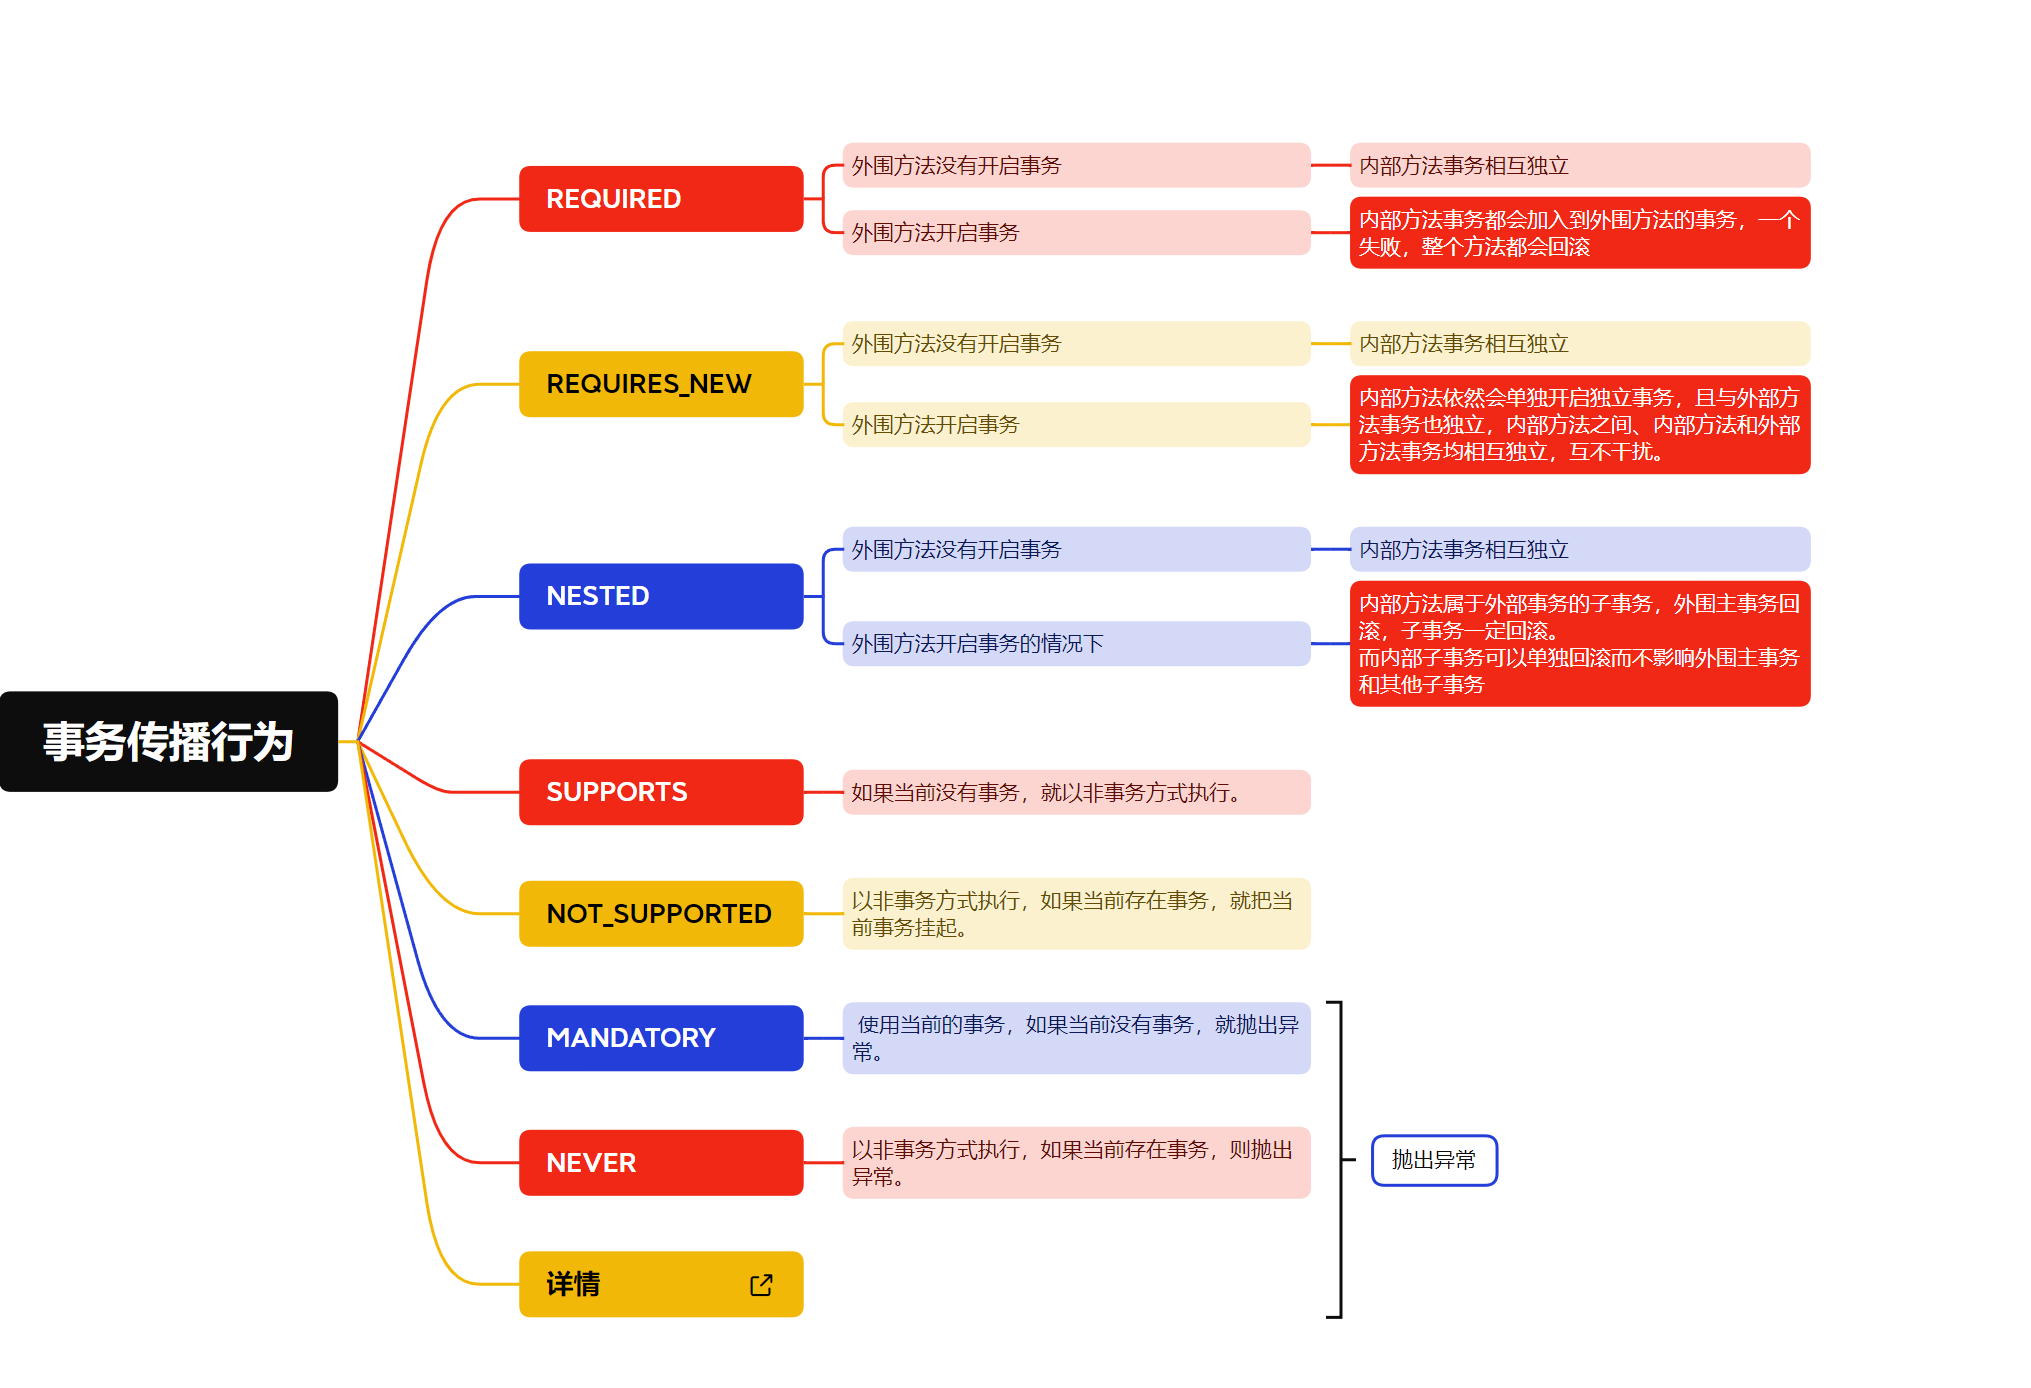 事务传播行为
REQUIRED
外围方法没有开启事务
内部方法事务相互独立
外围方法开启事务
内部方法事务都会加入到外围方法的事务，一个
失败，整个方法都会回滚
REQUIRES_NEW
外围方法没有开启事务
内部方法事务相互独立
外围方法开启事务
内部方法依然会单独开启独立事务，且与外部方
法事务也独立，内部方法之间、内部方法和外部
方法事务均相互独立，互不干扰。
NESTED
外围方法没有开启事务
内部方法事务相互独立
外围方法开启事务的情况下
内部方法属于外部事务的子事务，外围主事务回
滚，子事务一定回滚。
而内部子事务可以单独回滚而不影响外围主事务
和其他子事务
SUPPORTS
如果当前没有事务，就以非事务方式执行。
NOT_SUPPORTED
以非事务方式执行，如果当前存在事务，就把当
前事务挂起。
MANDATORY
使用当前的事务，如果当前没有事务，就抛出异
常。
NEVER
以非事务方式执行，如果当前存在事务，则抛出
异常。
抛出异常
详情